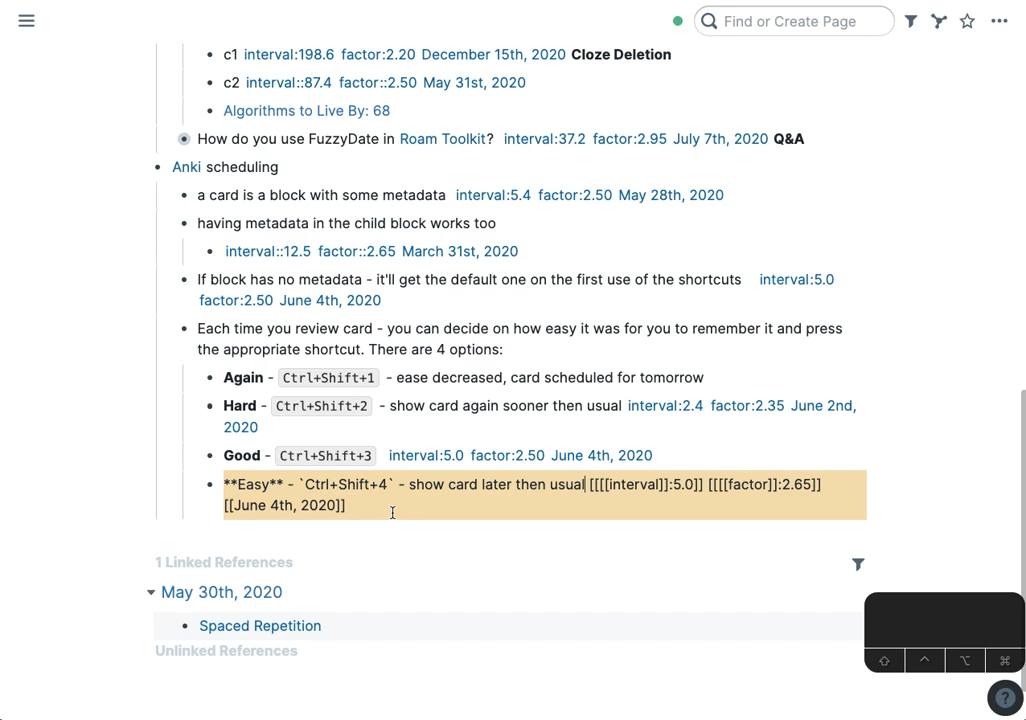 Find or Create Page
c1 interval:198.6 factor:2.20 December 15th, 2020 Cloze Deletion
c2 interval::87.4 factor::2.50 May 31st, 2020
Algorithms to Live By: 68
How do you use FuzzyDate in Roam Toolkit? interval:37.2 factor:2.95 July 7th, 2020 Q&A
Anki scheduling
a card is a block with some metadata interval:5.4 factor:2.50 May 28th, 2020
having metadata in the child block works too
interval::12.5 factor::2.65 March 31st, 2020
If block has no metadata - it'll get the default one on the first use of the shortcuts interval:5.0
factor:2.50 June 4th, 2020
Each time you review card - you can decide on how easy it was for you to remember it and press
the appropriate shortcut. There are 4 options:
Again - Ctrl+Shift+1 - ease decreased, card scheduled for tomorrow
Hard - Ctrl+Shift+2 - show card again sooner then usual interval:2.4 factor:2.35 June 2nd,
2020
Good - Ctrl+Shift+3 interval:5.0 factor:2.50 June 4th, 2020
**Easy** - `Ctrl+Shift+4` - show card later then usual [[[[interval]]:5.0]] [[[[factor]]:2.65]]
[[June 4th, 2020]]
1 Linked References
May 30th, 2020
Spaced Repetition
Unlinked References